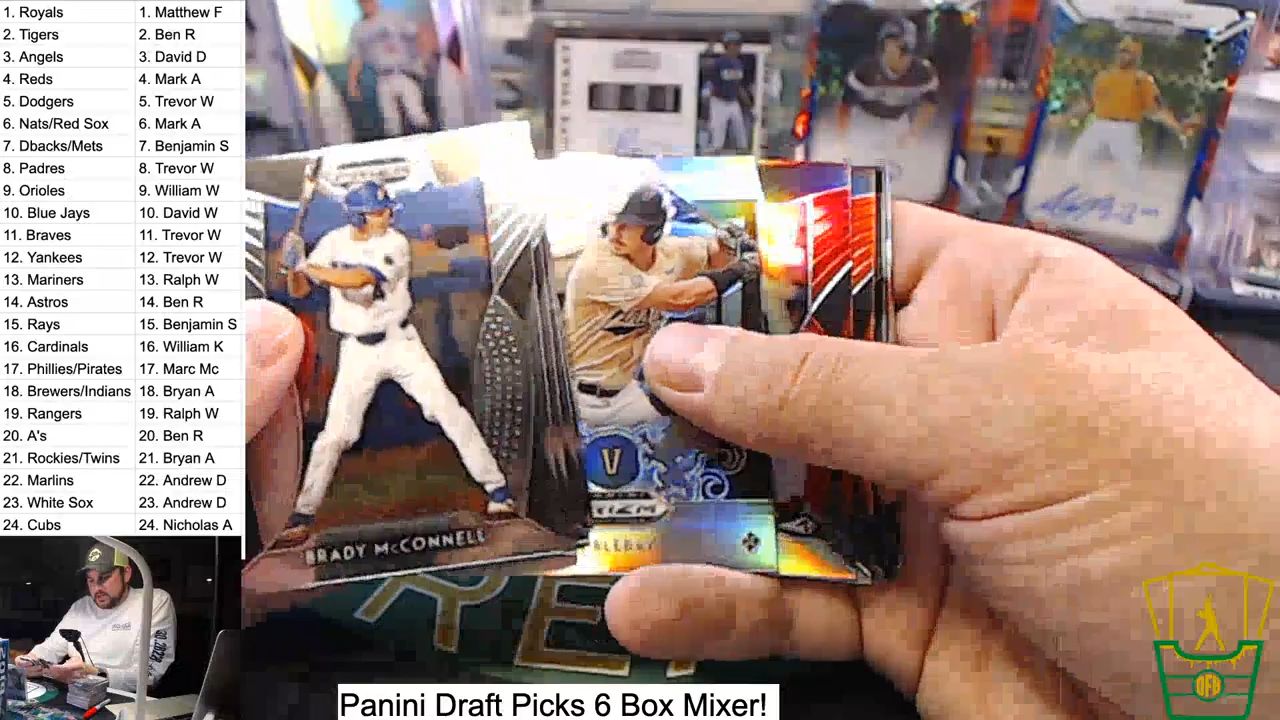 1. Royals
2. Tigers
3. Angels
4. Reds
5. Dodgers
6. Nats/Red Sox
7. Dbacks/Mets
8. Padres
9. Orioles
10. Blue Jays
11. Braves
12. Yankees
13. Mariners
14. Astros
15. Rays
16. Cardinals
17. Phillies/Pirates
18. Brewers/Indians
19. Rangers
20. A's
21. Rockies/Twins
22. Marlins
23. White Sox
24. Cubs
1. Matthew F
2. Ben R
3. David D
4. Mark A
5. Trevor W
6. Mark A
7. Benjamin S
8. Trevor W
9. William W
10. David W
11. Trevor W
12. Trevor W
13. Ralph W
14. Ben R
15. Benjamin S
16. William K
17. Marc Mc
18. Bryan A
19. Ralph W
20. Ben R
21. Bryan A
22. Andrew D
23. Andrew D
24. Nicholas A
BRADY McCONNELL
V
Panini Draft Picks 6 Box Mixer!
OFB